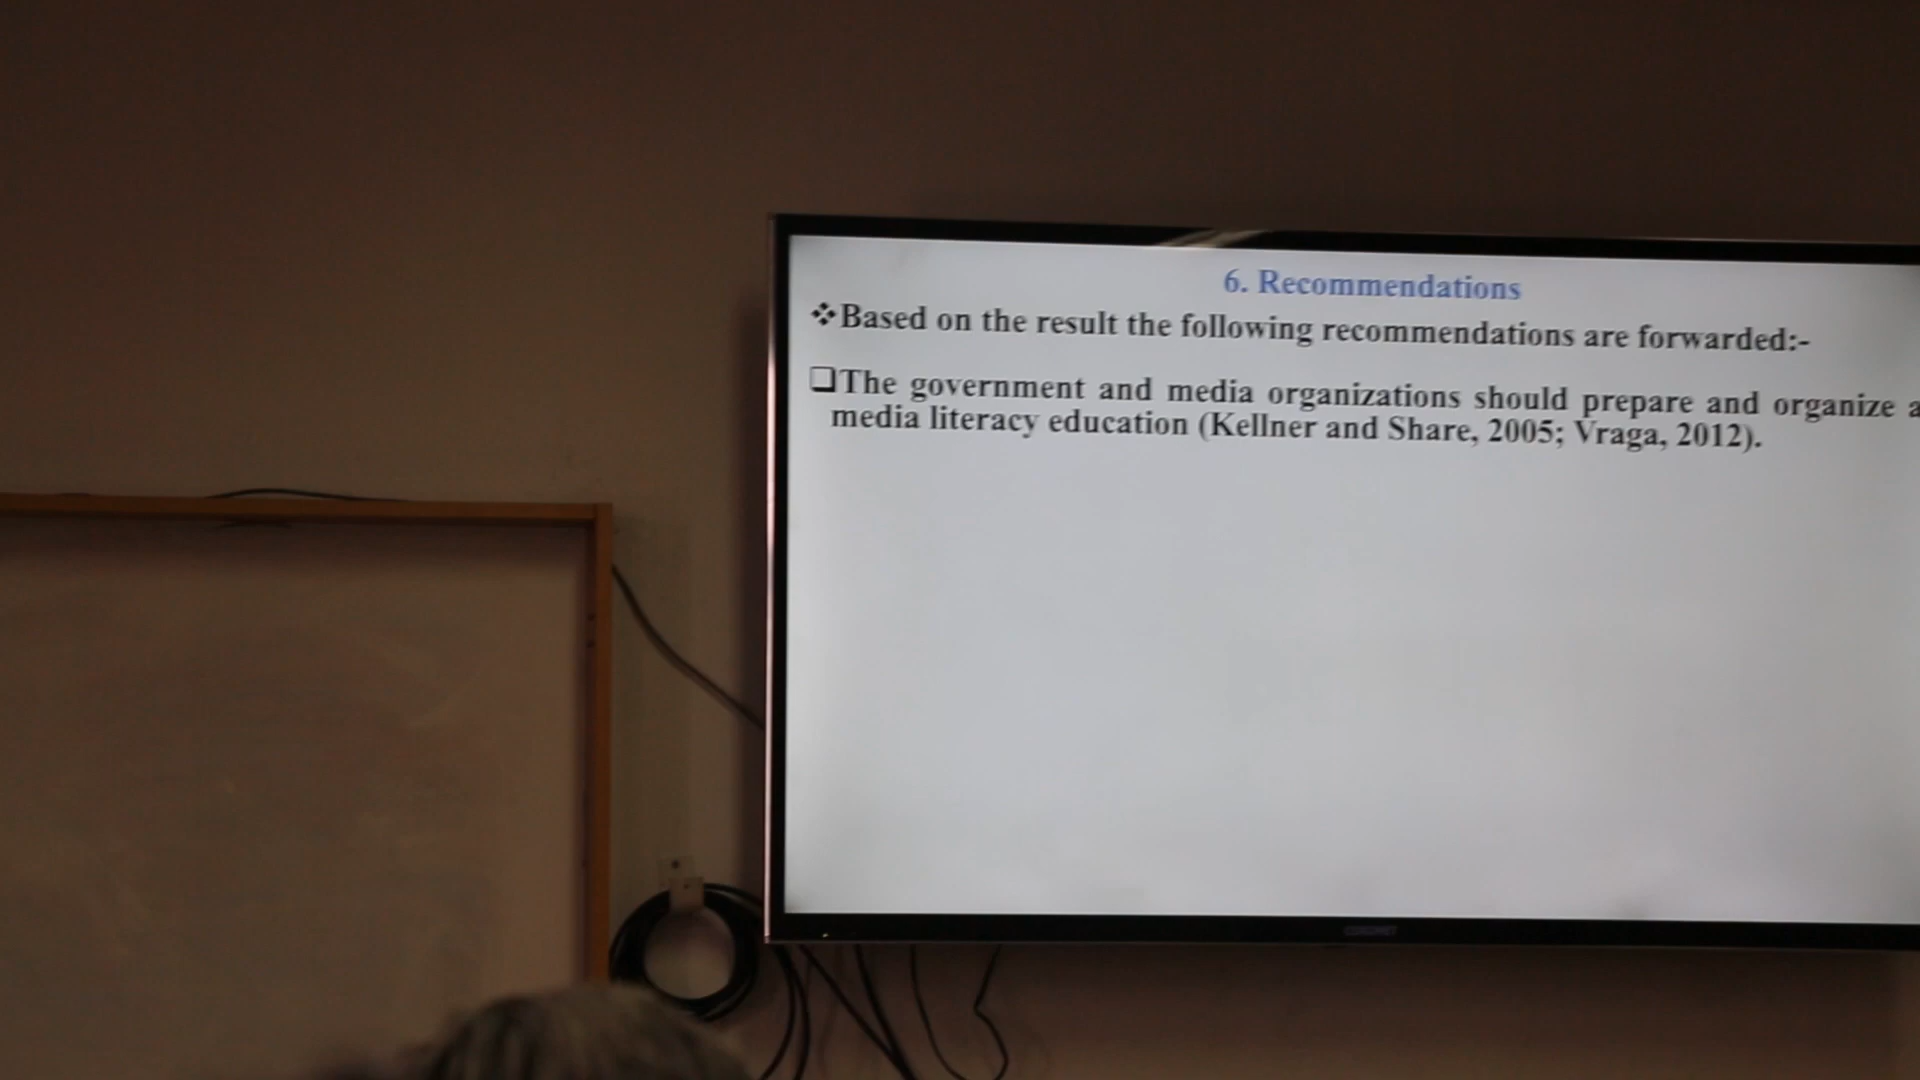 6. Recommendations
❖Based on the result the following recommendations are forwarded:-
❑The government and media organizations should prepare and organize a
media literacy education (Kellner and Share, 2005; Vraga, 2012).